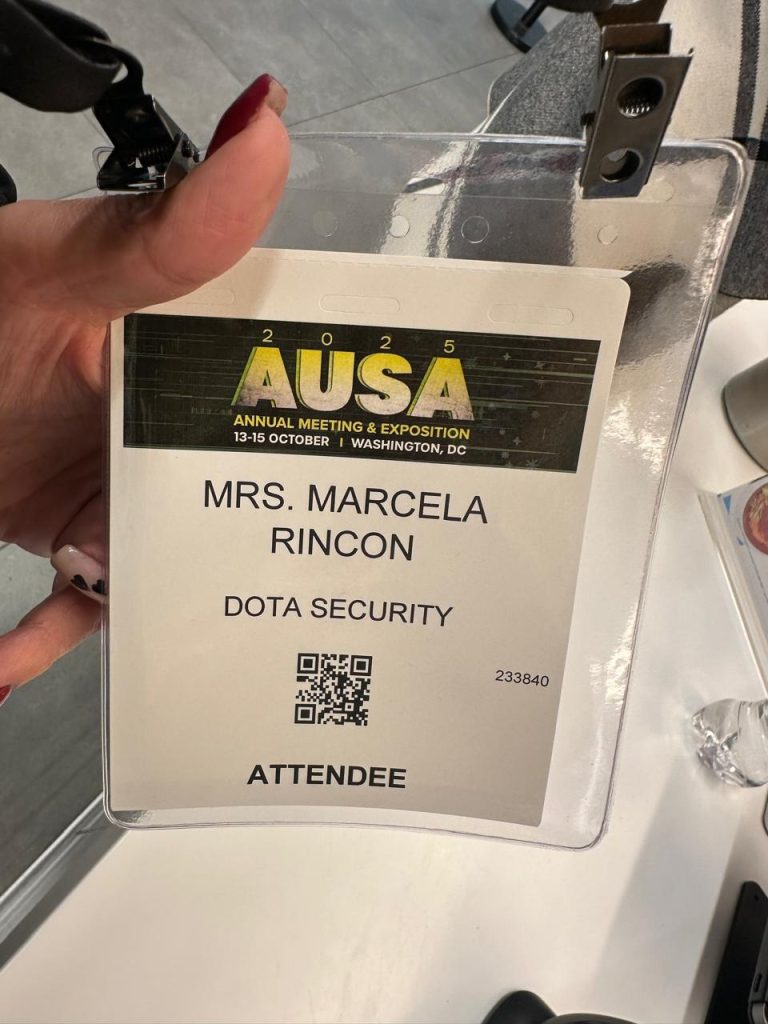 2025
AUSA
ANNUAL MEETING & EXPOSITION
13-15 OCTOBER | WASHINGTON, DC
MRS. MARCELA
RINCON
DOTA SECURITY
233840
ATTENDEE